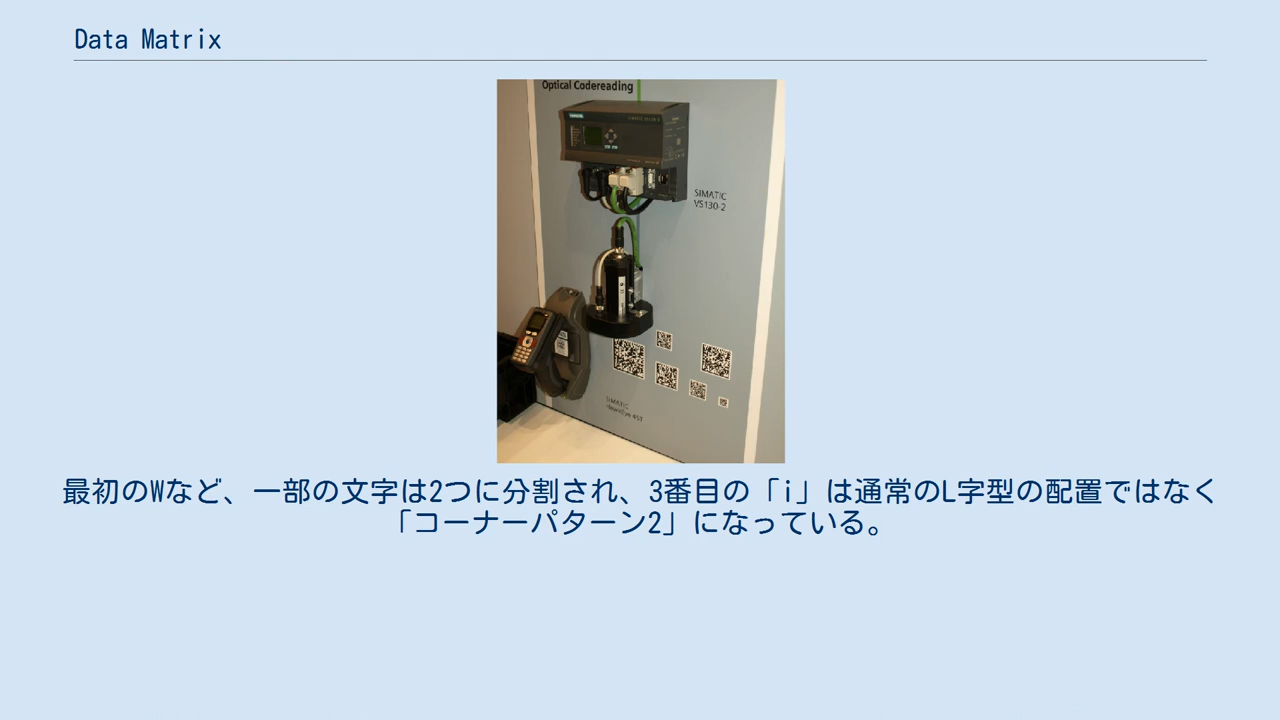 Data Matrix
Optical Codereading
SIEMENS
SIMATIC
VS130-2
SIMATIC
最初のWなど、一部の文字は2つに分割され、3番目の「i」は通常のL字型の配置ではなく
「コーナーパターン2」になっている。